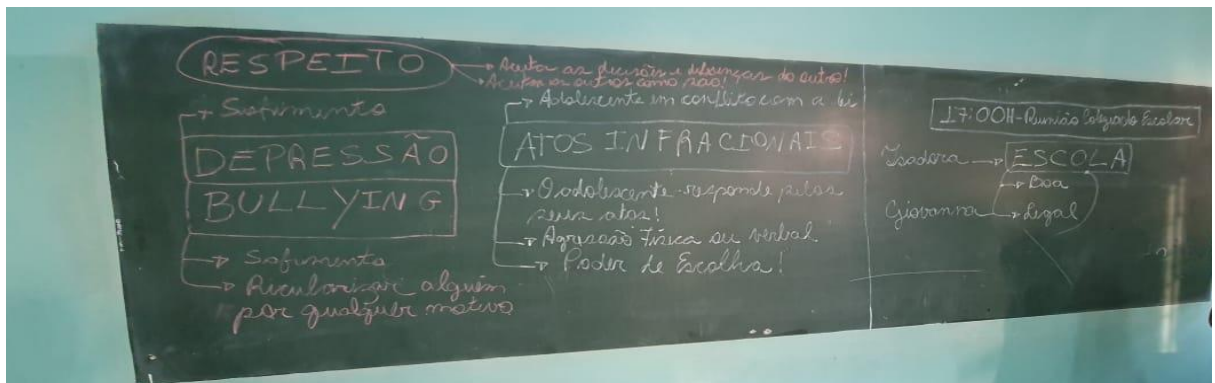 RESPEITO
→ Aceitar as decisões e diferenças do outro!
→ Aceitar os outros como são!
→ Sofrimento
DEPRESSÃO
BULLYING
→ Sofrimento
→ Ridicularizar alguém
por qualquer motivo
→ Adolescente em conflito com a lei
ATOS INFRACIONAIS
→ O adolescente responde pelos
seus atos!
→ Agressão física ou verbal
→ Poder de Escolha!
17:00H - Reunião Colegiado Escolar
Isadora → ESCOLA
→ Boa
Giovanna → Legal